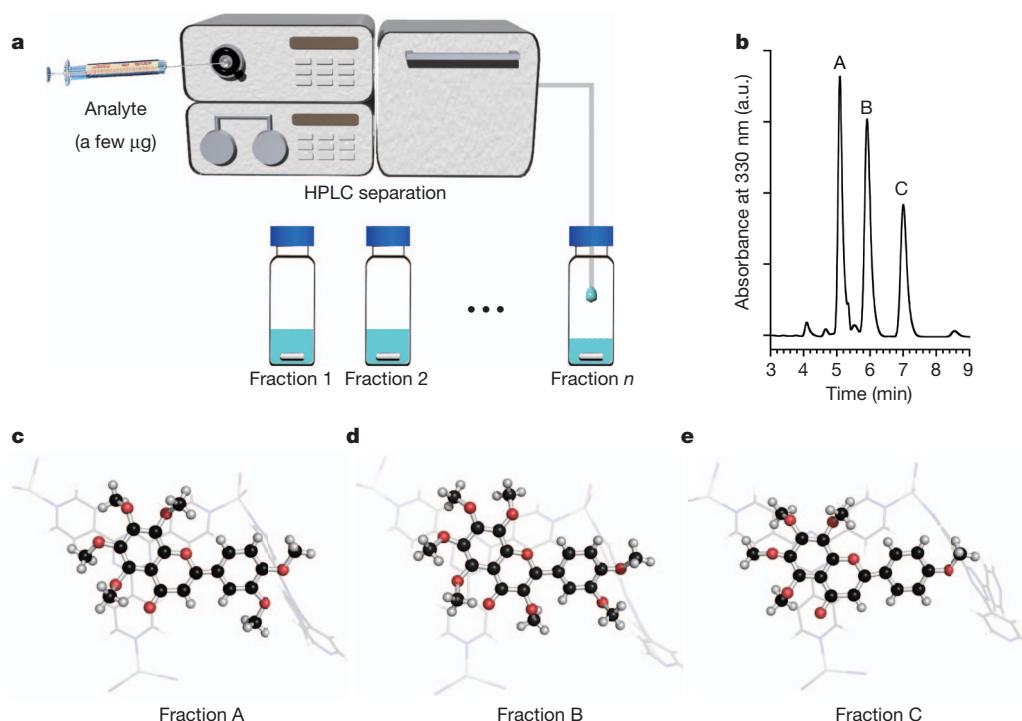 a
Analyte
(a few μg)
HPLC separation
Fraction 1
Fraction 2
Fraction n
b
Absorbance at 330 nm (a.u.)
A
B
C
3 4 5 6 7 8 9
Time (min)
c
d
e
Fraction A
Fraction B
Fraction C